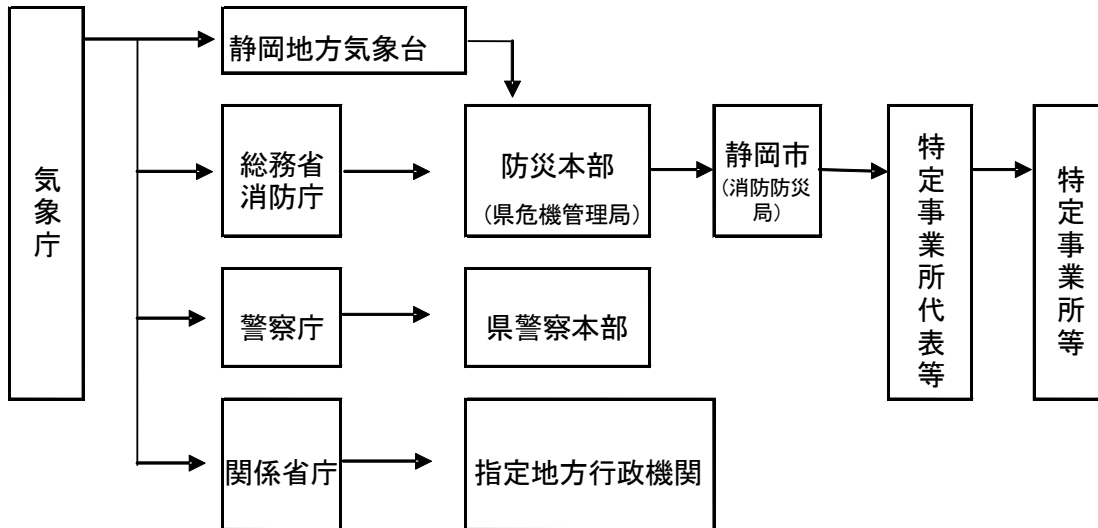 気象庁
静岡地方気象台
総務省
消防庁
防災本部
（県危機管理局）
静岡市
（消防防災
局）
特定事業所代表等
特定事業所等
警察庁
県警察本部
関係省庁
指定地方行政機関